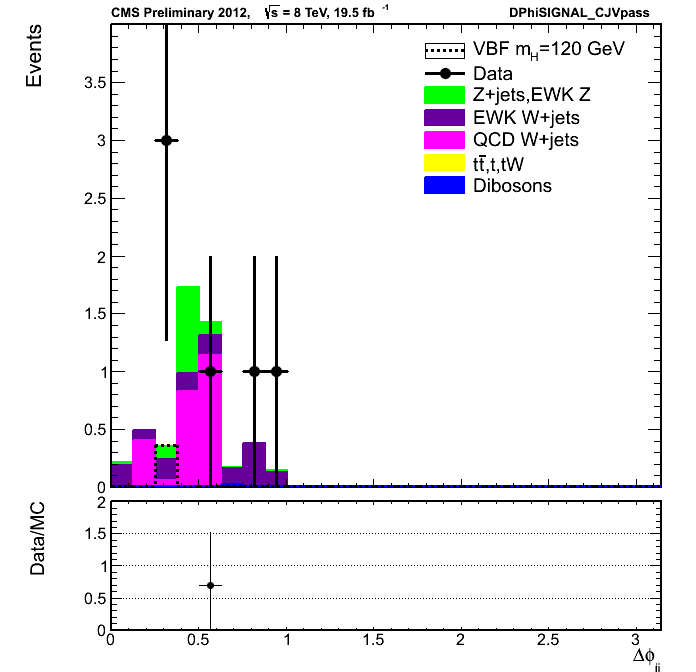 CMS Preliminary 2012, √s = 8 TeV, 19.5 fb⁻¹ DPhiSIGNAL_CJVpass
Events
VBF m_H=120 GeV
Data
Z+jets,EWK Z
EWK W+jets
QCD W+jets
tt̄,t,tW
Dibosons
3.5
3
2.5
2
1.5
1
0.5
0
Data/MC
2
1.5
1
0.5
0
0 0.5 1 1.5 2 2.5 3
Δϕ_jj